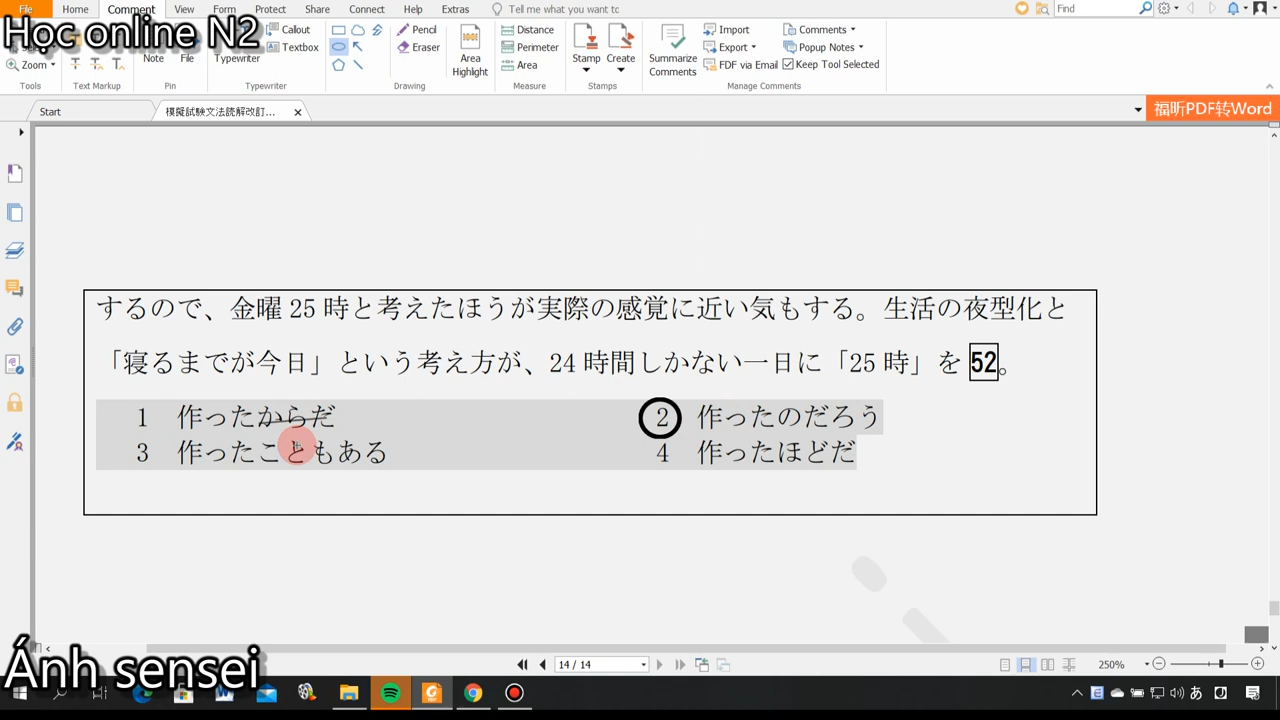 File Home Comment View Form Protect Share Connect Help Extras Tell me what you want to Find
Học online N2
Zoom Note File Typewriter Callout Textbox Pencil Eraser Area Highlight Distance Perimeter Area Stamp Create Summarize Comments Import Export FDF via Email Comments Popup Notes Keep Tool Selected
Tools Text Markup Pin Typewriter Drawing Measure Stamps Manage Comments
Start 模擬試験文法読解改訂... 福昕PDF转Word
するので、金曜 25 時と考えたほうが実際の感覚に近い気もする。生活の夜型化と
「寝るまでが今日」という考え方が、24 時間しかない一日に「25 時」を 52。
1 作ったからだ 2 作ったのだろう
3 作ったこともある 4 作ったほどだ
Ánh sensei
14 / 14 250%
あ